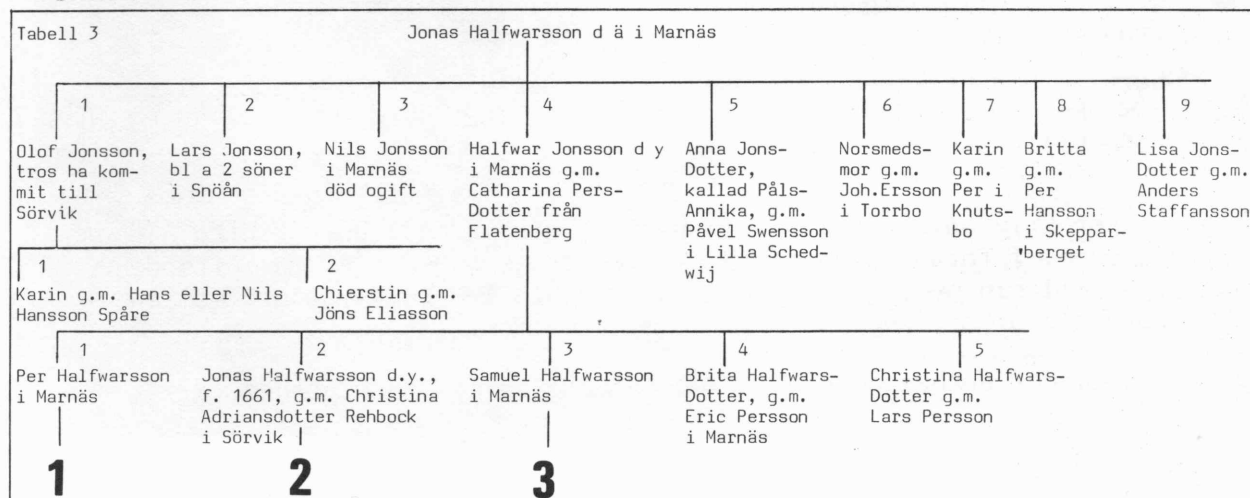 Tabell 3
Jonas Halfwarsson d ä i Marnäs
1
Olof Jonsson,
tros ha kom-
mit till
Sörvik
2
Lars Jonsson,
bl a 2 söner
i Snöån
3
Nils Jonsson
i Marnäs
död ogift
4
Halfwar Jonsson d y
i Marnäs g.m.
Catharina Pers-
Dotter från
Flatenberg
5
Anna Jons-
Dotter,
kallad Påls-
Annika, g.m.
Påvel Swensson
i Lilla Sched-
wij
6
Norsmeds-
mor g.m.
Joh.Ersson
i Torrbo
7
Karin
g.m.
Per i
Knuts-
bo
8
Britta
g.m.
Per
Hansson
i Skeppar-
berget
9
Lisa Jons-
Dotter g.m.
Anders
Staffansson
1
Karin g.m. Hans eller Nils
Hansson Spåre
2
Chierstin g.m.
Jöns Eliasson
1
Per Halfwarsson
i Marnäs
1
2
Jonas Halfwarsson d.y.,
f. 1661, g.m. Christina
Adriansdotter Rehbock
i Sörvik
2
3
Samuel Halfwarsson
i Marnäs
3
4
Brita Halfwars-
Dotter, g.m.
Eric Persson
i Marnäs
5
Christina Halfwars-
Dotter g.m.
Lars Persson